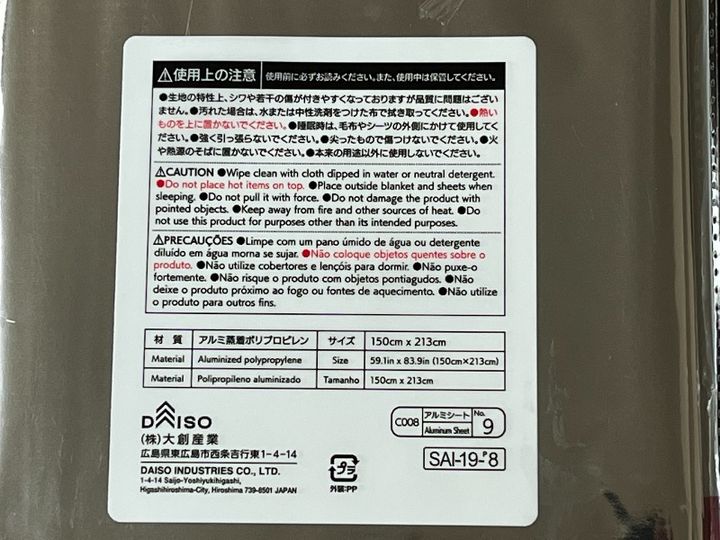 ⚠使用上の注意 使用前に必ずお読みください。また、使用中は保管してください。
●生地の特性上、シワや若干の傷が付きやすくなっておりますが品質に問題はござい
ません。●汚れた場合は、水または中性洗剤をつけた布で拭き取ってください。●熱い
ものを上に置かないでください。●睡眠時は、毛布やシーツの外側にかけて使用してく
ださい。●強く引っ張らないでください。●尖ったもので傷つけないでください。●火
や熱源のそばに置かないでください。●本来の用途以外に使用しないでください。
⚠CAUTION ●Wipe clean with cloth dipped in water or neutral detergent.
●Do not place hot items on top. ●Place outside blanket and sheets when
sleeping. ●Do not pull it with force. ●Do not damage the product with
pointed objects. ●Keep away from fire and other sources of heat. ●Do
not use this product for purposes other than its intended purposes.
⚠PRECAUÇÕES ●Limpe com um pano úmido de água ou detergente
diluído em água morna se sujar. ●Não coloque objetos quentes sobre o
produto. ●Não utilize cobertores e lençóis para dormir. ●Não puxe-o
fortemente. ●Não risque o produto com objetos pontiagudos. ●Não
deixe o produto próximo ao fogo ou fontes de aquecimento. ●Não utilize
o produto para outros fins.
材 質 アルミ蒸着ポリプロピレン サイズ 150cm x 213cm
Material Aluminized polypropylene Size 59.1in x 83.9in (150cm×213cm)
Material Polipropileno aluminizado Tamanho 150cm x 213cm
DAISO
(株)大創産業
広島県東広島市西条吉行東1-4-14
DAISO INDUSTRIES CO., LTD.
1-4-14 Saijo-Yoshiyukihigashi,
Higashihiroshima-City, Hiroshima 739-8501 JAPAN
プラ
外装:PP
C008 アルミシート Aluminum Sheet No. 9
SAI-19-P8